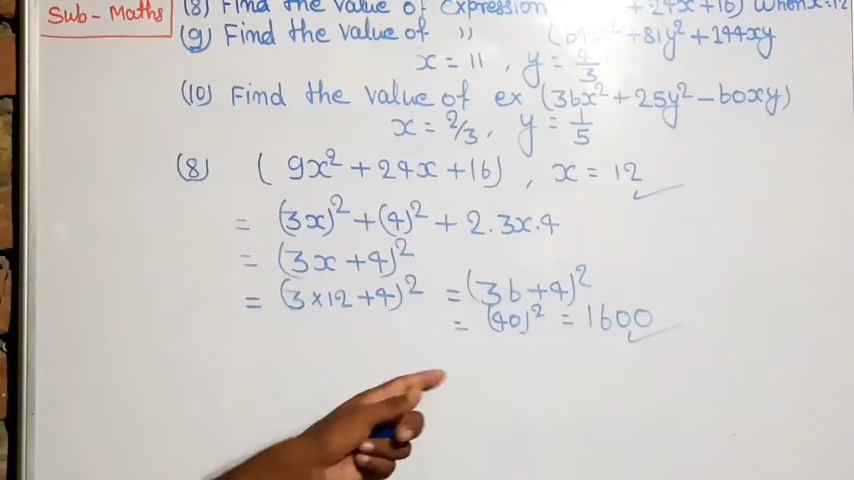 Sub - Maths
(8) Find the value of expression + 24x + 16) when x = 12
(9) Find the value of ,, ( + 81y² + 144xy
x = 11 , y = 4/3
(10) Find the value of ex (36x² + 25y² - 60xy)
x = 2/3 , y = 1/5
(8) ( 9x² + 24x + 16) , x = 12
= (3x)² + (4)² + 2.3x.4
= (3x + 4)²
= (3×12 + 4)² = (36+4)²
= (40)² = 1600